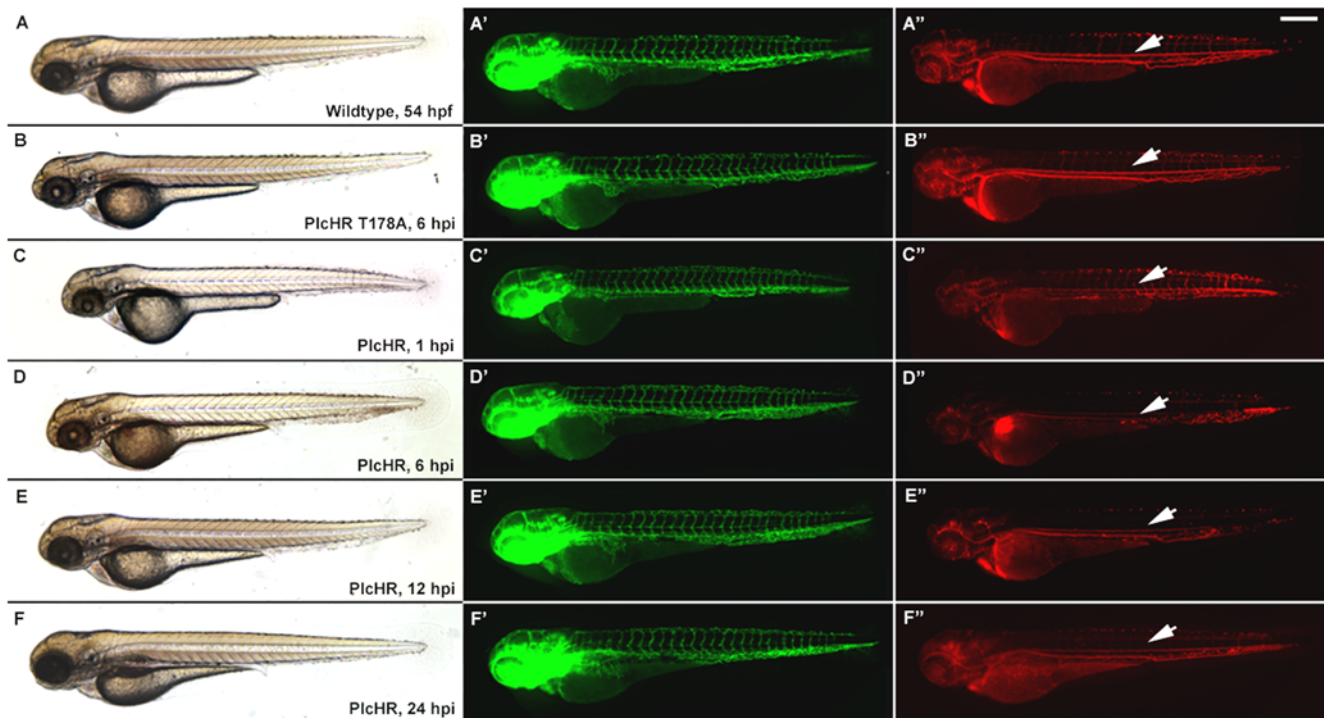 A A’ A”
Wildtype, 54 hpf
B B’ B”
PlcHR T178A, 6 hpi
C C’ C”
PlcHR, 1 hpi
D D’ D”
PlcHR, 6 hpi
E E’ E”
PlcHR, 12 hpi
F F’ F”
PlcHR, 24 hpi